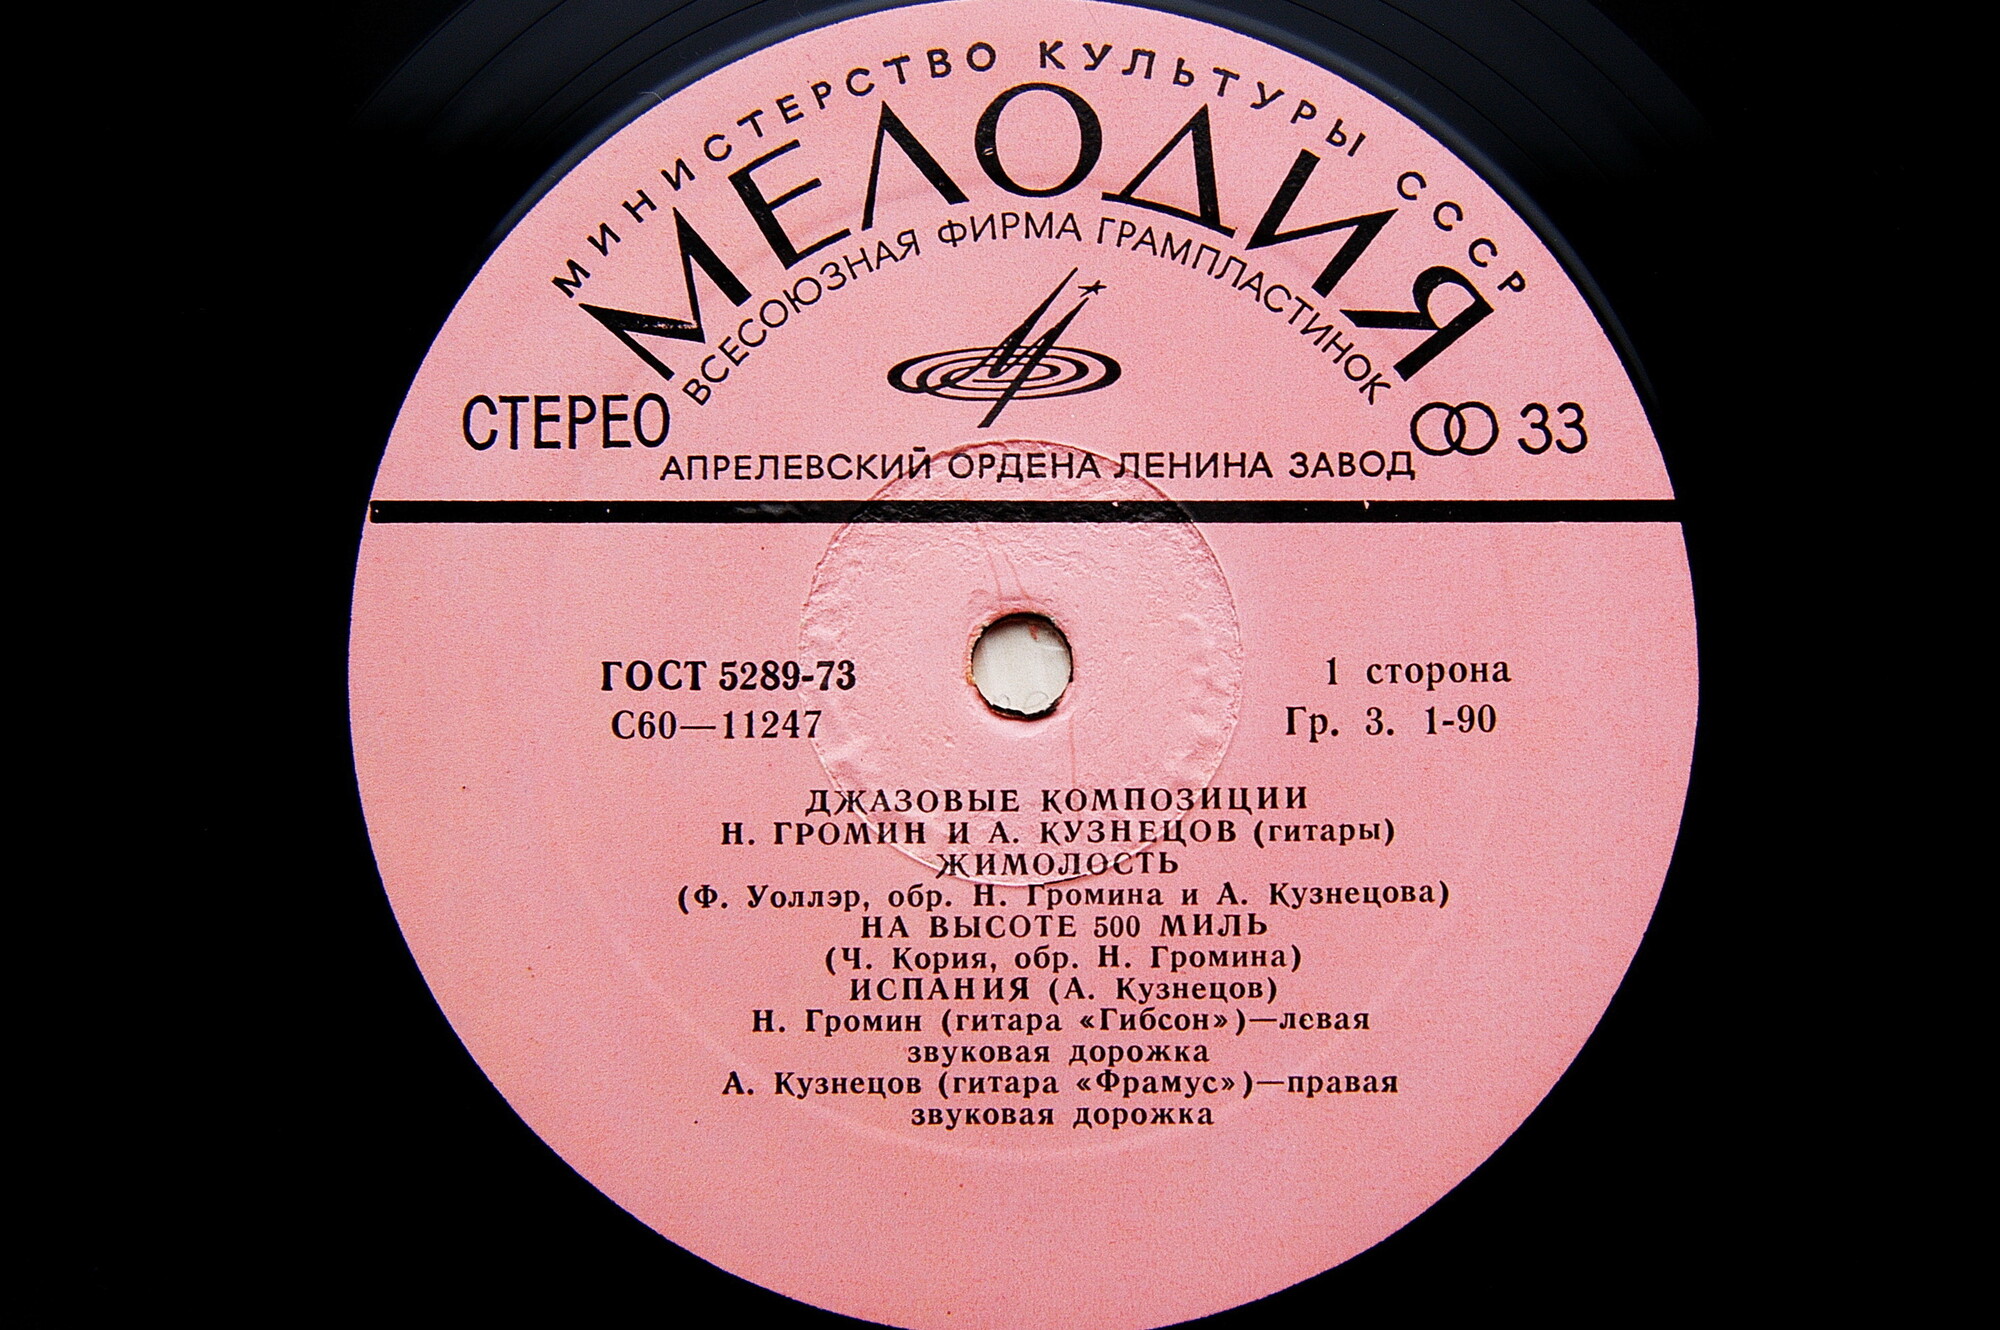 МИНИСТЕРСТВО КУЛЬТУРЫ СССР
МЕЛОДИЯ
ВСЕСОЮЗНАЯ ФИРМА ГРАМПЛАСТИНОК
СТЕРЕО
33
АПРЕЛЕВСКИЙ ОРДЕНА ЛЕНИНА ЗАВОД
ГОСТ 5289-73
С60—11247
1 сторона
Гр. 3. 1-90
ДЖАЗОВЫЕ КОМПОЗИЦИИ
Н. ГРОМИН И А. КУЗНЕЦОВ (гитары)
ЖИМОЛОСТЬ
(Ф. Уоллэр, обр. Н. Громина и А. Кузнецова)
НА ВЫСОТЕ 500 МИЛЬ
(Ч. Кория, обр. Н. Громина)
ИСПАНИЯ (А. Кузнецов)
Н. Громин (гитара «Гибсон»)—левая
звуковая дорожка
А. Кузнецов (гитара «Фрамус»)—правая
звуковая дорожка